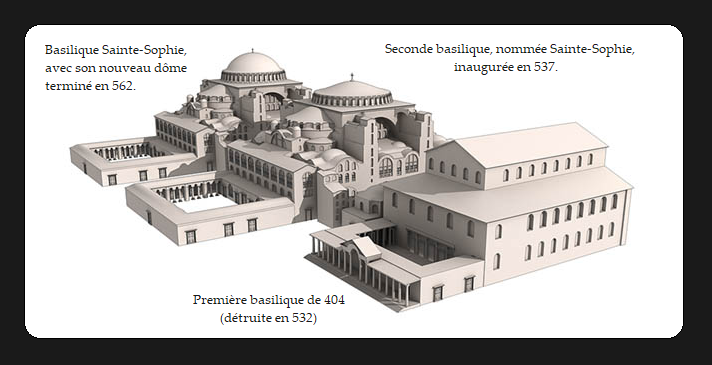 Basilique Sainte-Sophie,
avec son nouveau dôme
terminé en 562.
Seconde basilique, nommée Sainte-Sophie,
inaugurée en 537.
Première basilique de 404
(détruite en 532)